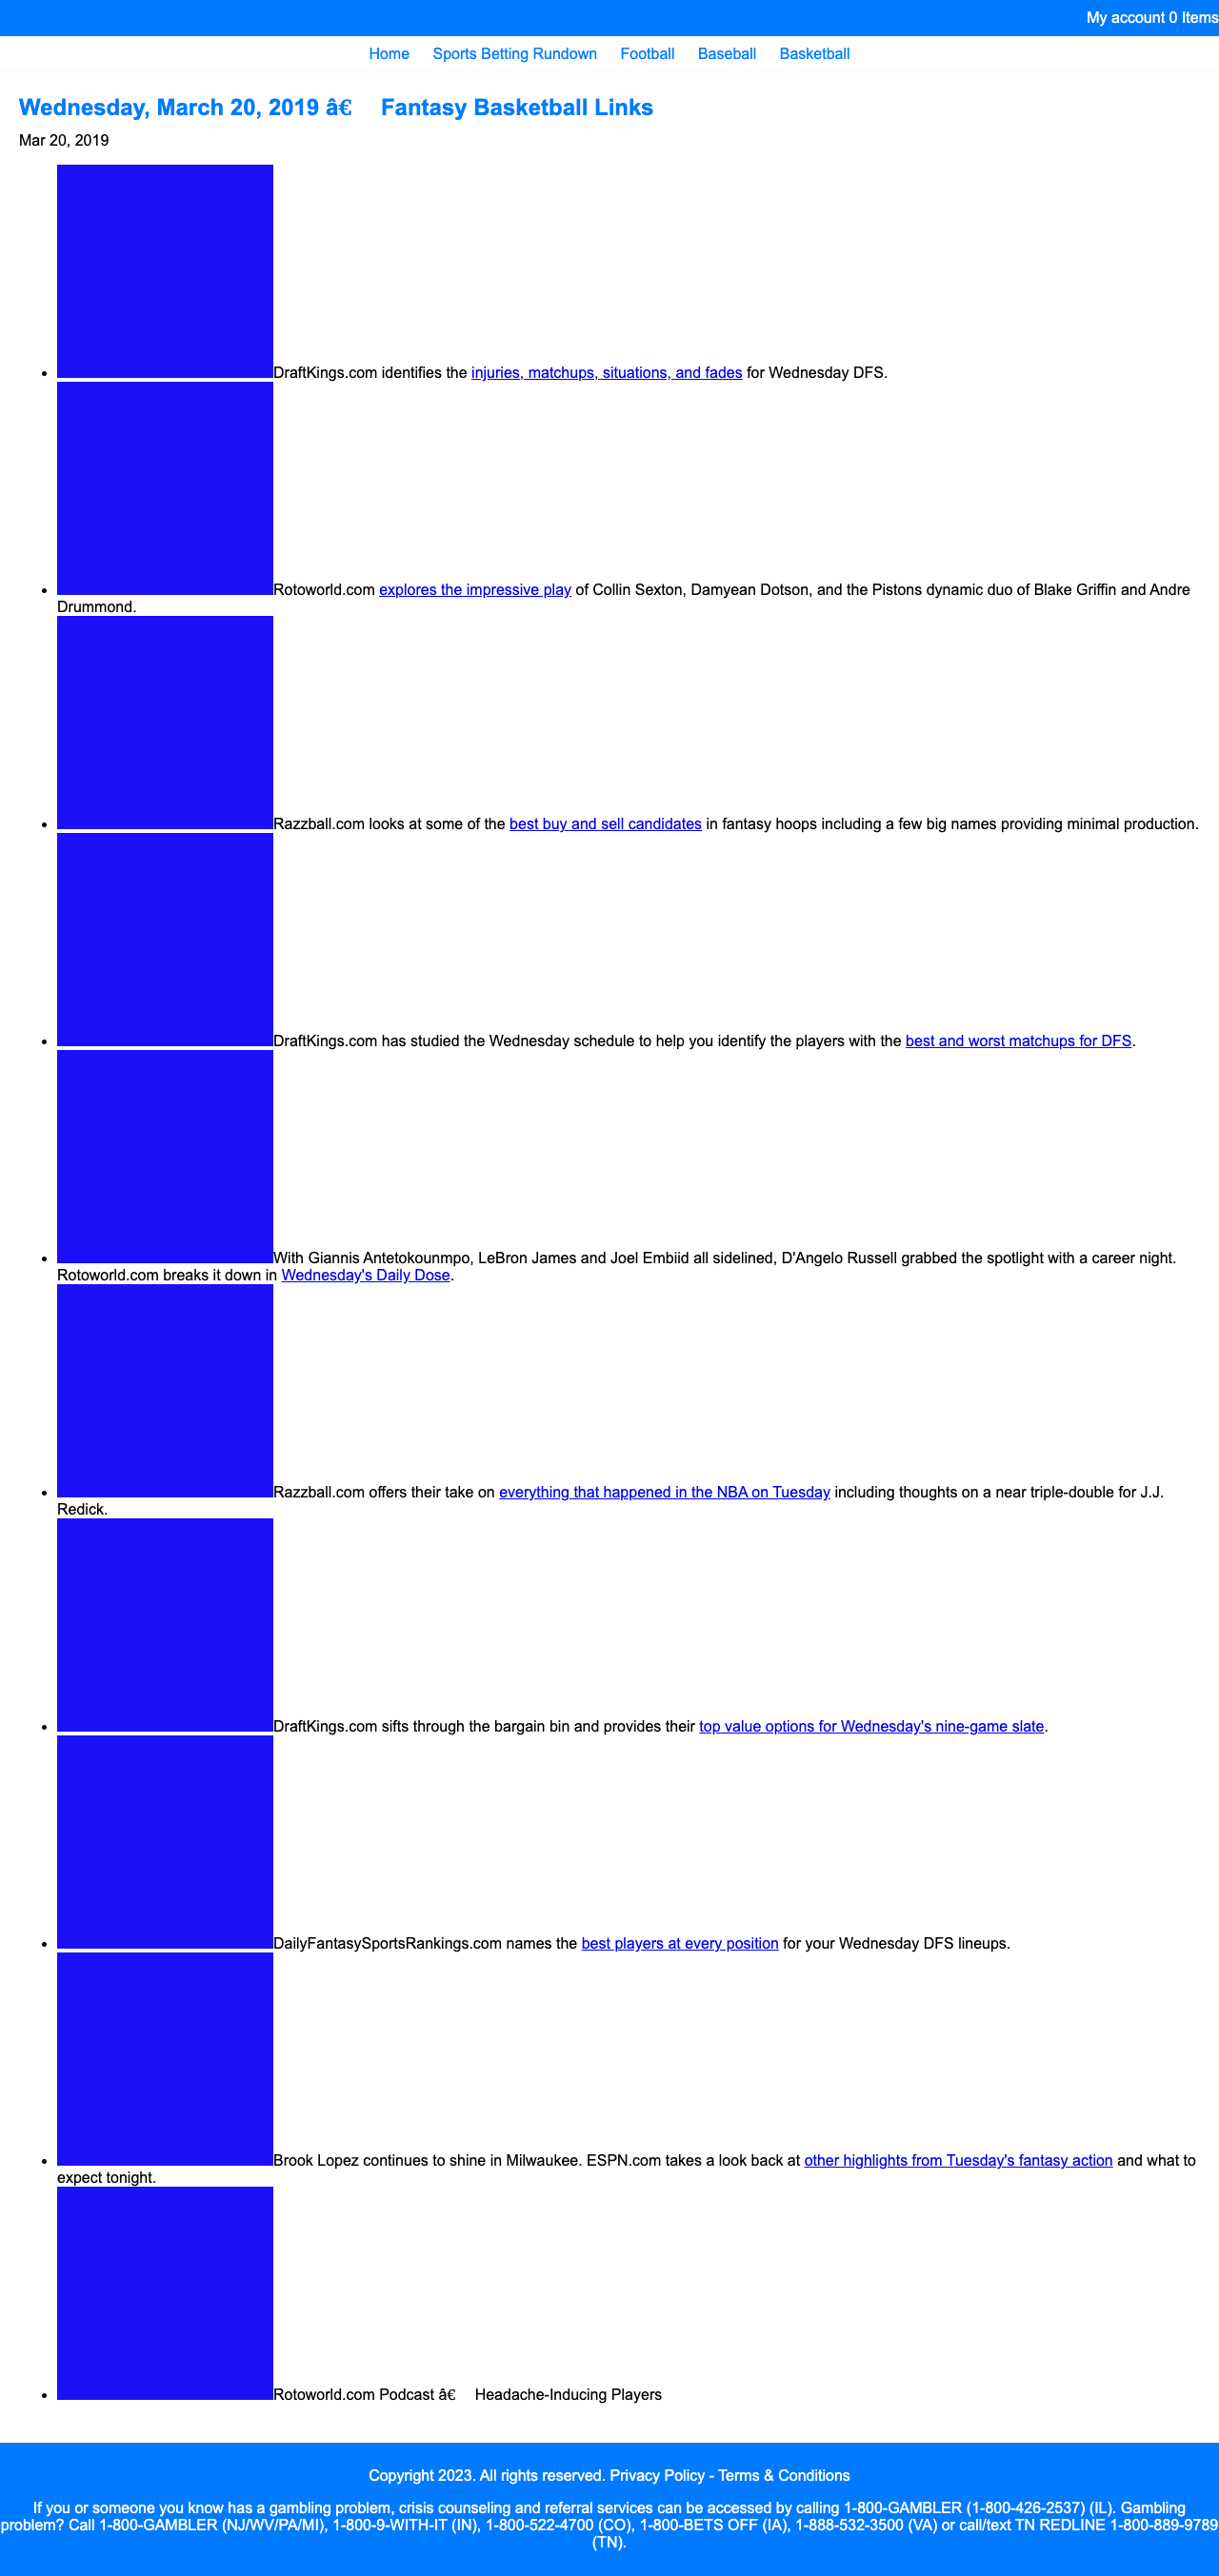 My account 0 Items
Home Sports Betting Rundown Football Baseball Basketball
Wednesday, March 20, 2019 â€ Fantasy Basketball Links
Mar 20, 2019
DraftKings.com identifies the injuries, matchups, situations, and fades for Wednesday DFS.
Rotoworld.com explores the impressive play of Collin Sexton, Damyean Dotson, and the Pistons dynamic duo of Blake Griffin and Andre
Drummond.
Razzball.com looks at some of the best buy and sell candidates in fantasy hoops including a few big names providing minimal production.
DraftKings.com has studied the Wednesday schedule to help you identify the players with the best and worst matchups for DFS.
With Giannis Antetokounmpo, LeBron James and Joel Embiid all sidelined, D'Angelo Russell grabbed the spotlight with a career night.
Rotoworld.com breaks it down in Wednesday's Daily Dose.
Razzball.com offers their take on everything that happened in the NBA on Tuesday including thoughts on a near triple-double for J.J.
Redick.
DraftKings.com sifts through the bargain bin and provides their top value options for Wednesday's nine-game slate.
DailyFantasySportsRankings.com names the best players at every position for your Wednesday DFS lineups.
Brook Lopez continues to shine in Milwaukee. ESPN.com takes a look back at other highlights from Tuesday's fantasy action and what to
expect tonight.
Rotoworld.com Podcast â€ Headache-Inducing Players
Copyright 2023. All rights reserved. Privacy Policy - Terms & Conditions
If you or someone you know has a gambling problem, crisis counseling and referral services can be accessed by calling 1-800-GAMBLER (1-800-426-2537) (IL). Gambling
problem? Call 1-800-GAMBLER (NJ/WV/PA/MI), 1-800-9-WITH-IT (IN), 1-800-522-4700 (CO), 1-800-BETS OFF (IA), 1-888-532-3500 (VA) or call/text TN REDLINE 1-800-889-9789
(TN).